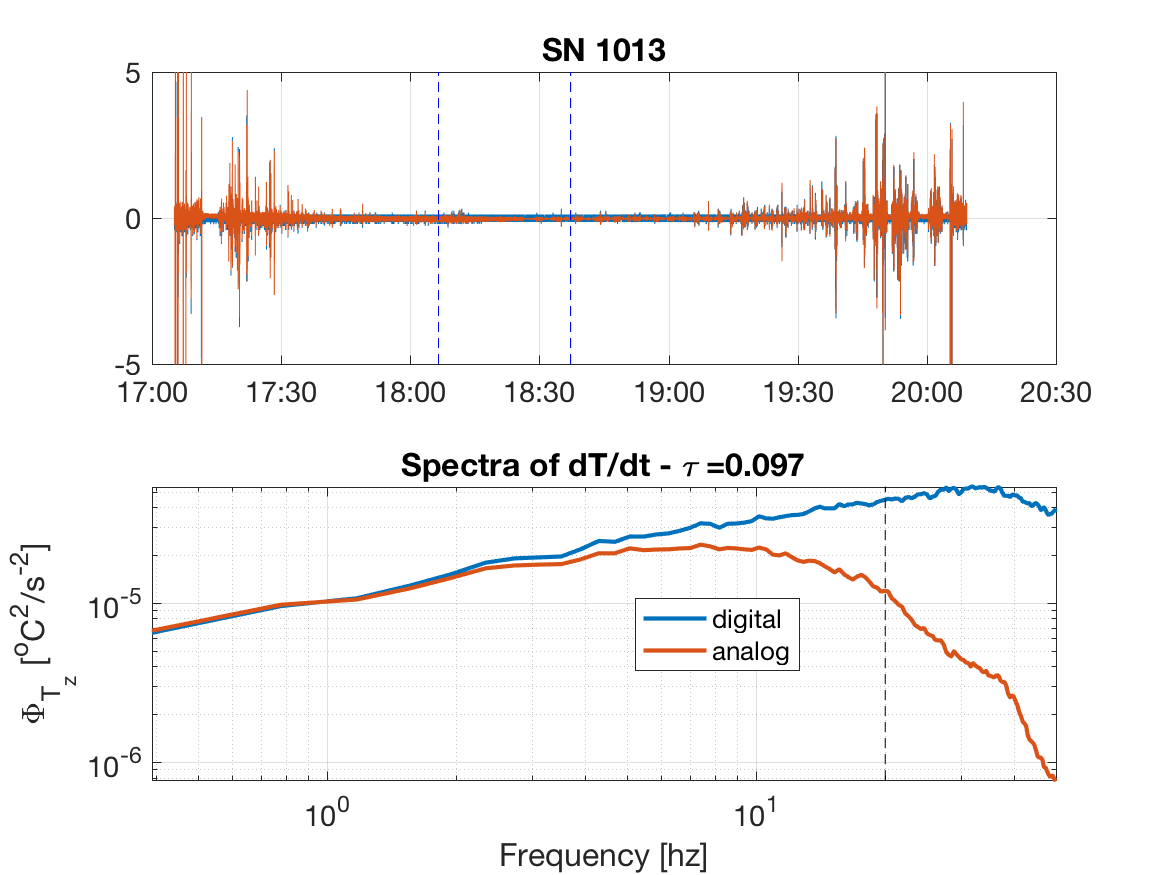 SN 1013
5
0
-5
17:00 17:30 18:00 18:30 19:00 19:30 20:00 20:30
Spectra of dT/dt - τ =0.097
Φ_{T_z} [°C²/s⁻²]
10⁻⁵
10⁻⁶
digital
analog
10⁰ 10¹
Frequency [hz]